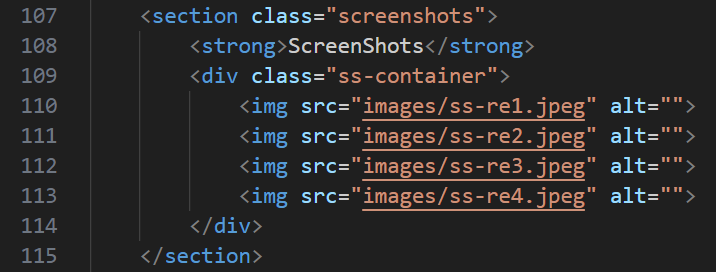 107 <section class="screenshots">
108 <strong>ScreenShots</strong>
109 <div class="ss-container">
110 <img src="images/ss-re1.jpeg" alt="">
111 <img src="images/ss-re2.jpeg" alt="">
112 <img src="images/ss-re3.jpeg" alt="">
113 <img src="images/ss-re4.jpeg" alt="">
114 </div>
115 </section>